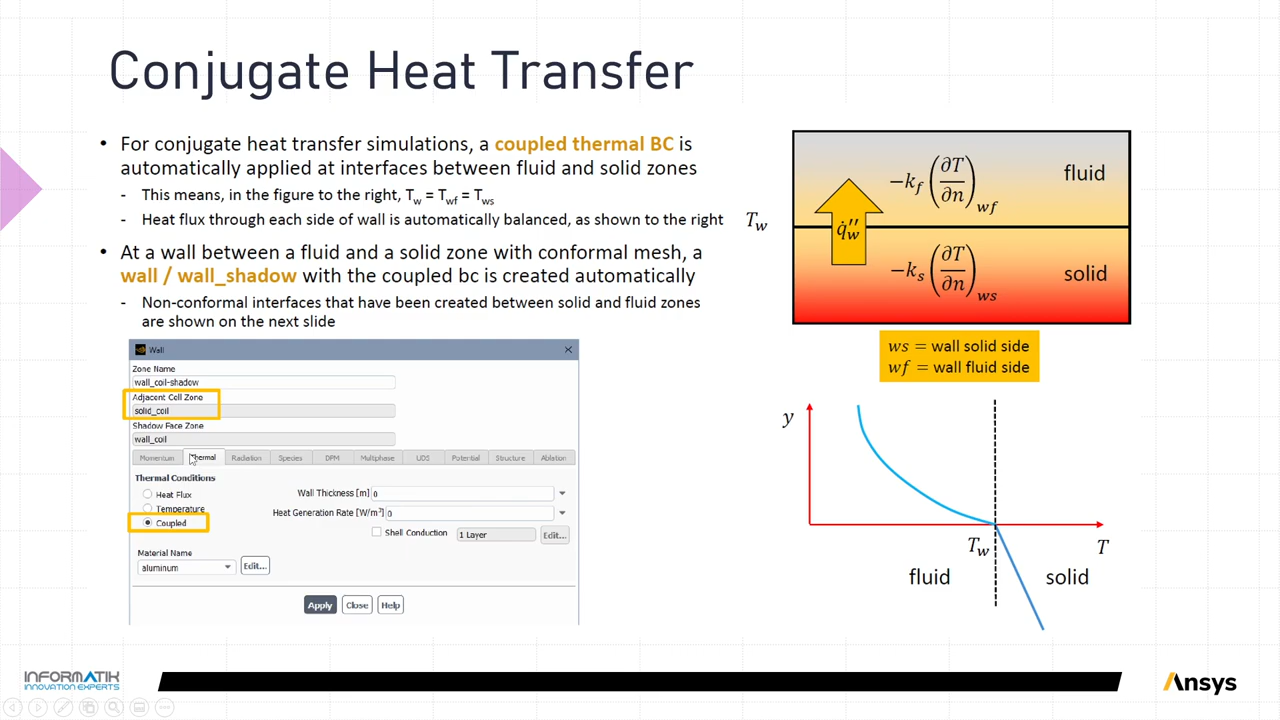 Conjugate Heat Transfer
• For conjugate heat transfer simulations, a coupled thermal BC is
automatically applied at interfaces between fluid and solid zones
- This means, in the figure to the right, Tw = Twf = Tws
- Heat flux through each side of wall is automatically balanced, as shown to the right
• At a wall between a fluid and a solid zone with conformal mesh, a
wall / wall_shadow with the coupled bc is created automatically
- Non-conformal interfaces that have been created between solid and fluid zones
are shown on the next slide
Wall
Zone Name
wall_coil-shadow
Adjacent Cell Zone
solid_coil
Shadow Face Zone
wall_coil
Momentum Thermal Radiation Species DPM Multiphase UDS Potential Structure Ablation
Thermal Conditions
Heat Flux
Temperature
Coupled
Wall Thickness [m] 0
Heat Generation Rate [W/m³] 0
Shell Conduction 1 Layer Edit...
Material Name
aluminum Edit...
Apply Close Help
−k_f (∂T/∂n)_wf fluid
T_w q̇″_w
−k_s (∂T/∂n)_ws solid
ws = wall solid side
wf = wall fluid side
y
T_w T
fluid solid
INFORMATIK
INNOVATION EXPERTS
Ansys